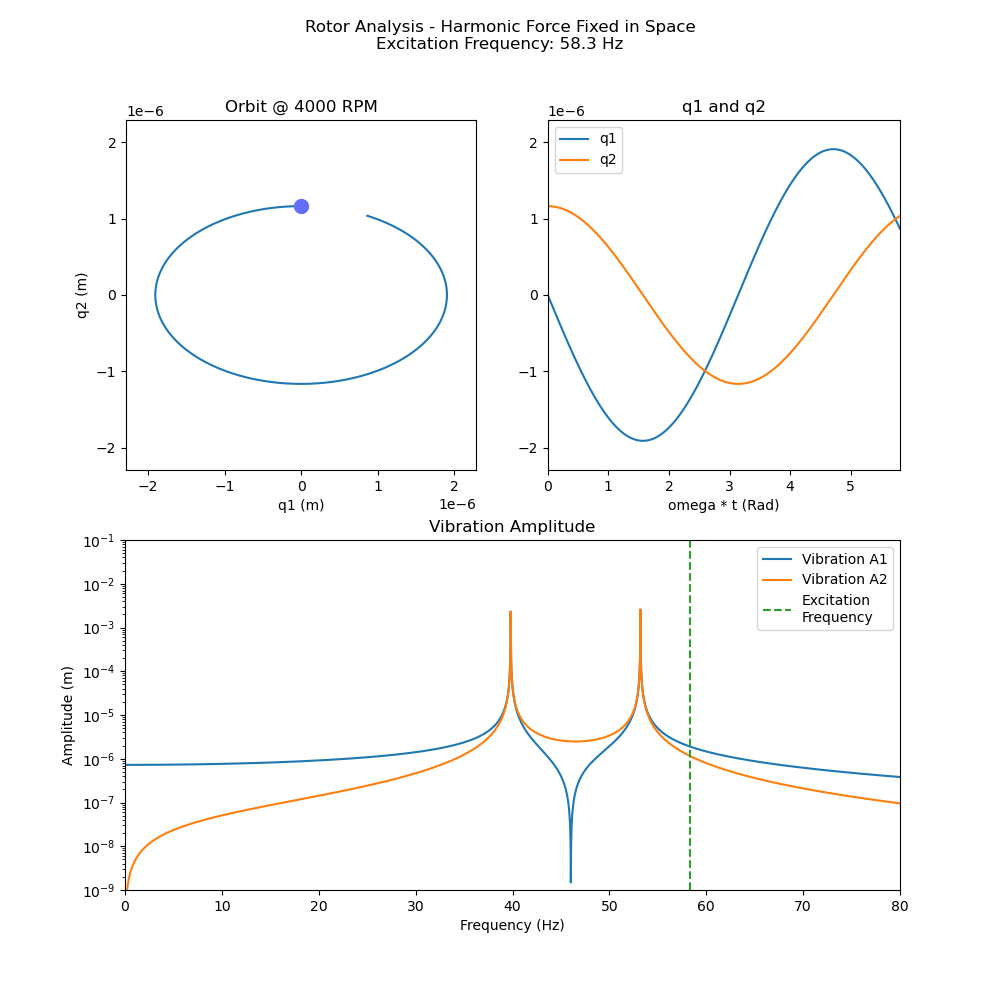 Rotor Analysis - Harmonic Force Fixed in Space
Excitation Frequency: 58.3 Hz
Orbit @ 4000 RPM
1e−6
2
1
0
−1
−2
q2 (m)
−2 −1 0 1 2
q1 (m)
1e−6
q1 and q2
1e−6
q1
q2
2
1
0
−1
−2
0 1 2 3 4 5
omega * t (Rad)
Vibration Amplitude
Vibration A1
Vibration A2
Excitation
Frequency
10⁻¹
10⁻²
10⁻³
10⁻⁴
10⁻⁵
10⁻⁶
10⁻⁷
10⁻⁸
10⁻⁹
Amplitude (m)
0 10 20 30 40 50 60 70 80
Frequency (Hz)